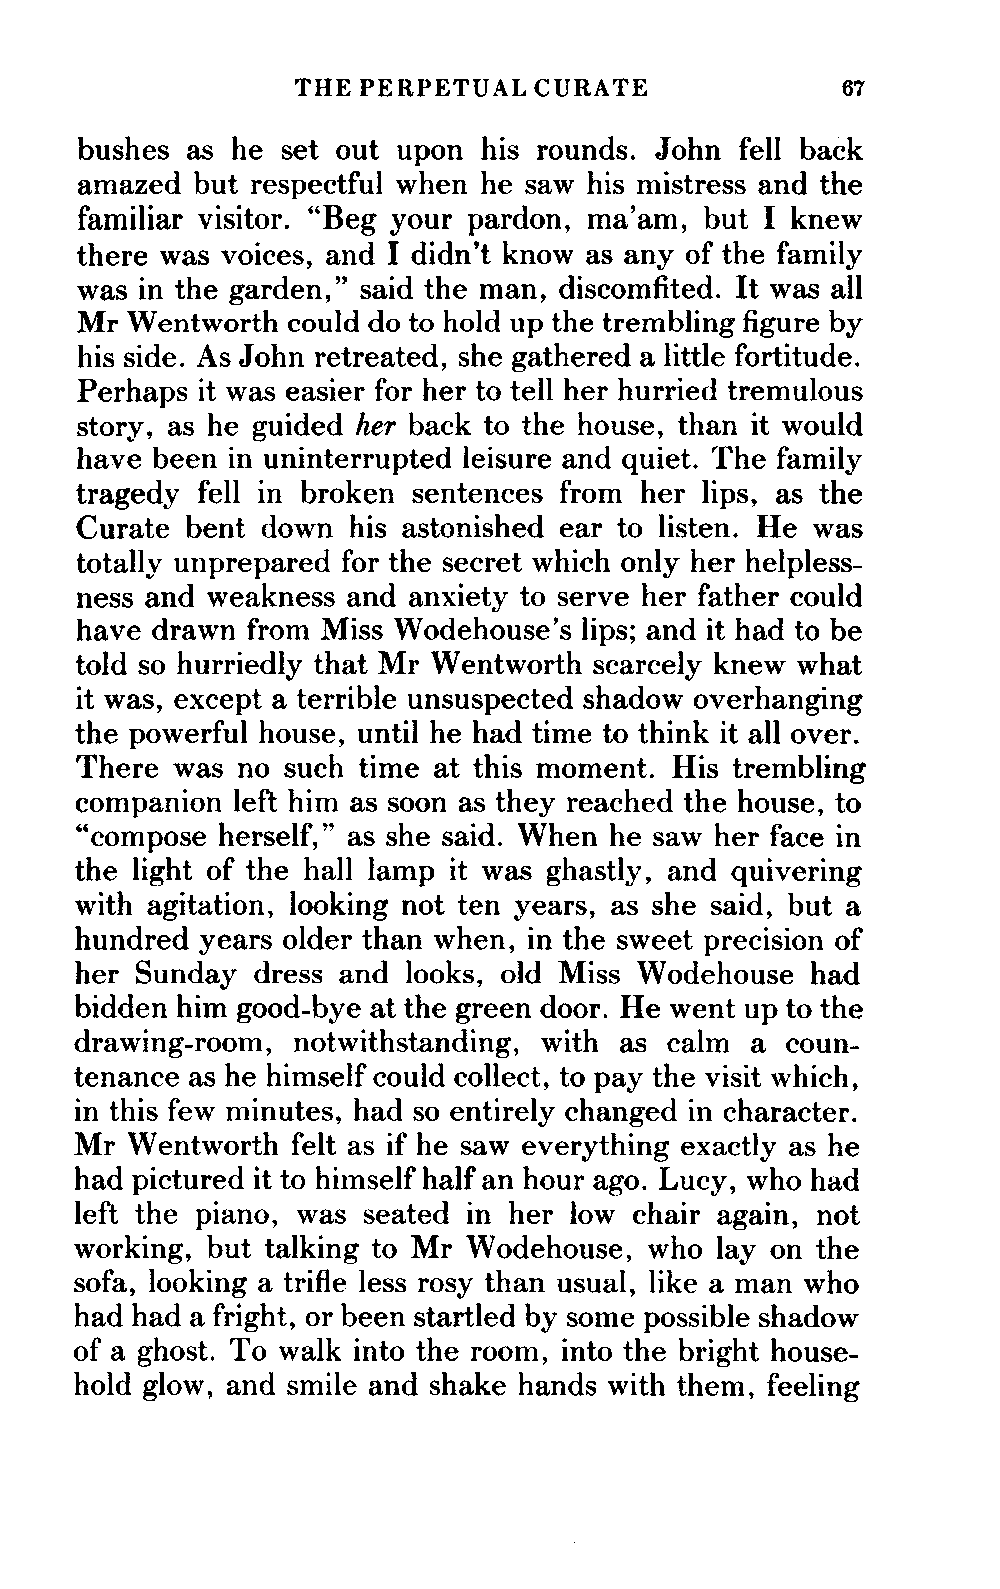 THE PERPETUAL CURATE 67
bushes as he set out upon his rounds. John fell back
amazed but respectful when he saw his mistress and the
familiar visitor. “Beg your pardon, ma’am, but I knew
there was voices, and I didn’t know as any of the family
was in the garden,” said the man, discomfited. It was all
Mr Wentworth could do to hold up the trembling figure by
his side. As John retreated, she gathered a little fortitude.
Perhaps it was easier for her to tell her hurried tremulous
story, as he guided her back to the house, than it would
have been in uninterrupted leisure and quiet. The family
tragedy fell in broken sentences from her lips, as the
Curate bent down his astonished ear to listen. He was
totally unprepared for the secret which only her helpless-
ness and weakness and anxiety to serve her father could
have drawn from Miss Wodehouse’s lips; and it had to be
told so hurriedly that Mr Wentworth scarcely knew what
it was, except a terrible unsuspected shadow overhanging
the powerful house, until he had time to think it all over.
There was no such time at this moment. His trembling
companion left him as soon as they reached the house, to
“compose herself,” as she said. When he saw her face in
the light of the hall lamp it was ghastly, and quivering
with agitation, looking not ten years, as she said, but a
hundred years older than when, in the sweet precision of
her Sunday dress and looks, old Miss Wodehouse had
bidden him good-bye at the green door. He went up to the
drawing-room, notwithstanding, with as calm a coun-
tenance as he himself could collect, to pay the visit which,
in this few minutes, had so entirely changed in character.
Mr Wentworth felt as if he saw everything exactly as he
had pictured it to himself half an hour ago. Lucy, who had
left the piano, was seated in her low chair again, not
working, but talking to Mr Wodehouse, who lay on the
sofa, looking a trifle less rosy than usual, like a man who
had had a fright, or been startled by some possible shadow
of a ghost. To walk into the room, into the bright house-
hold glow, and smile and shake hands with them, feeling